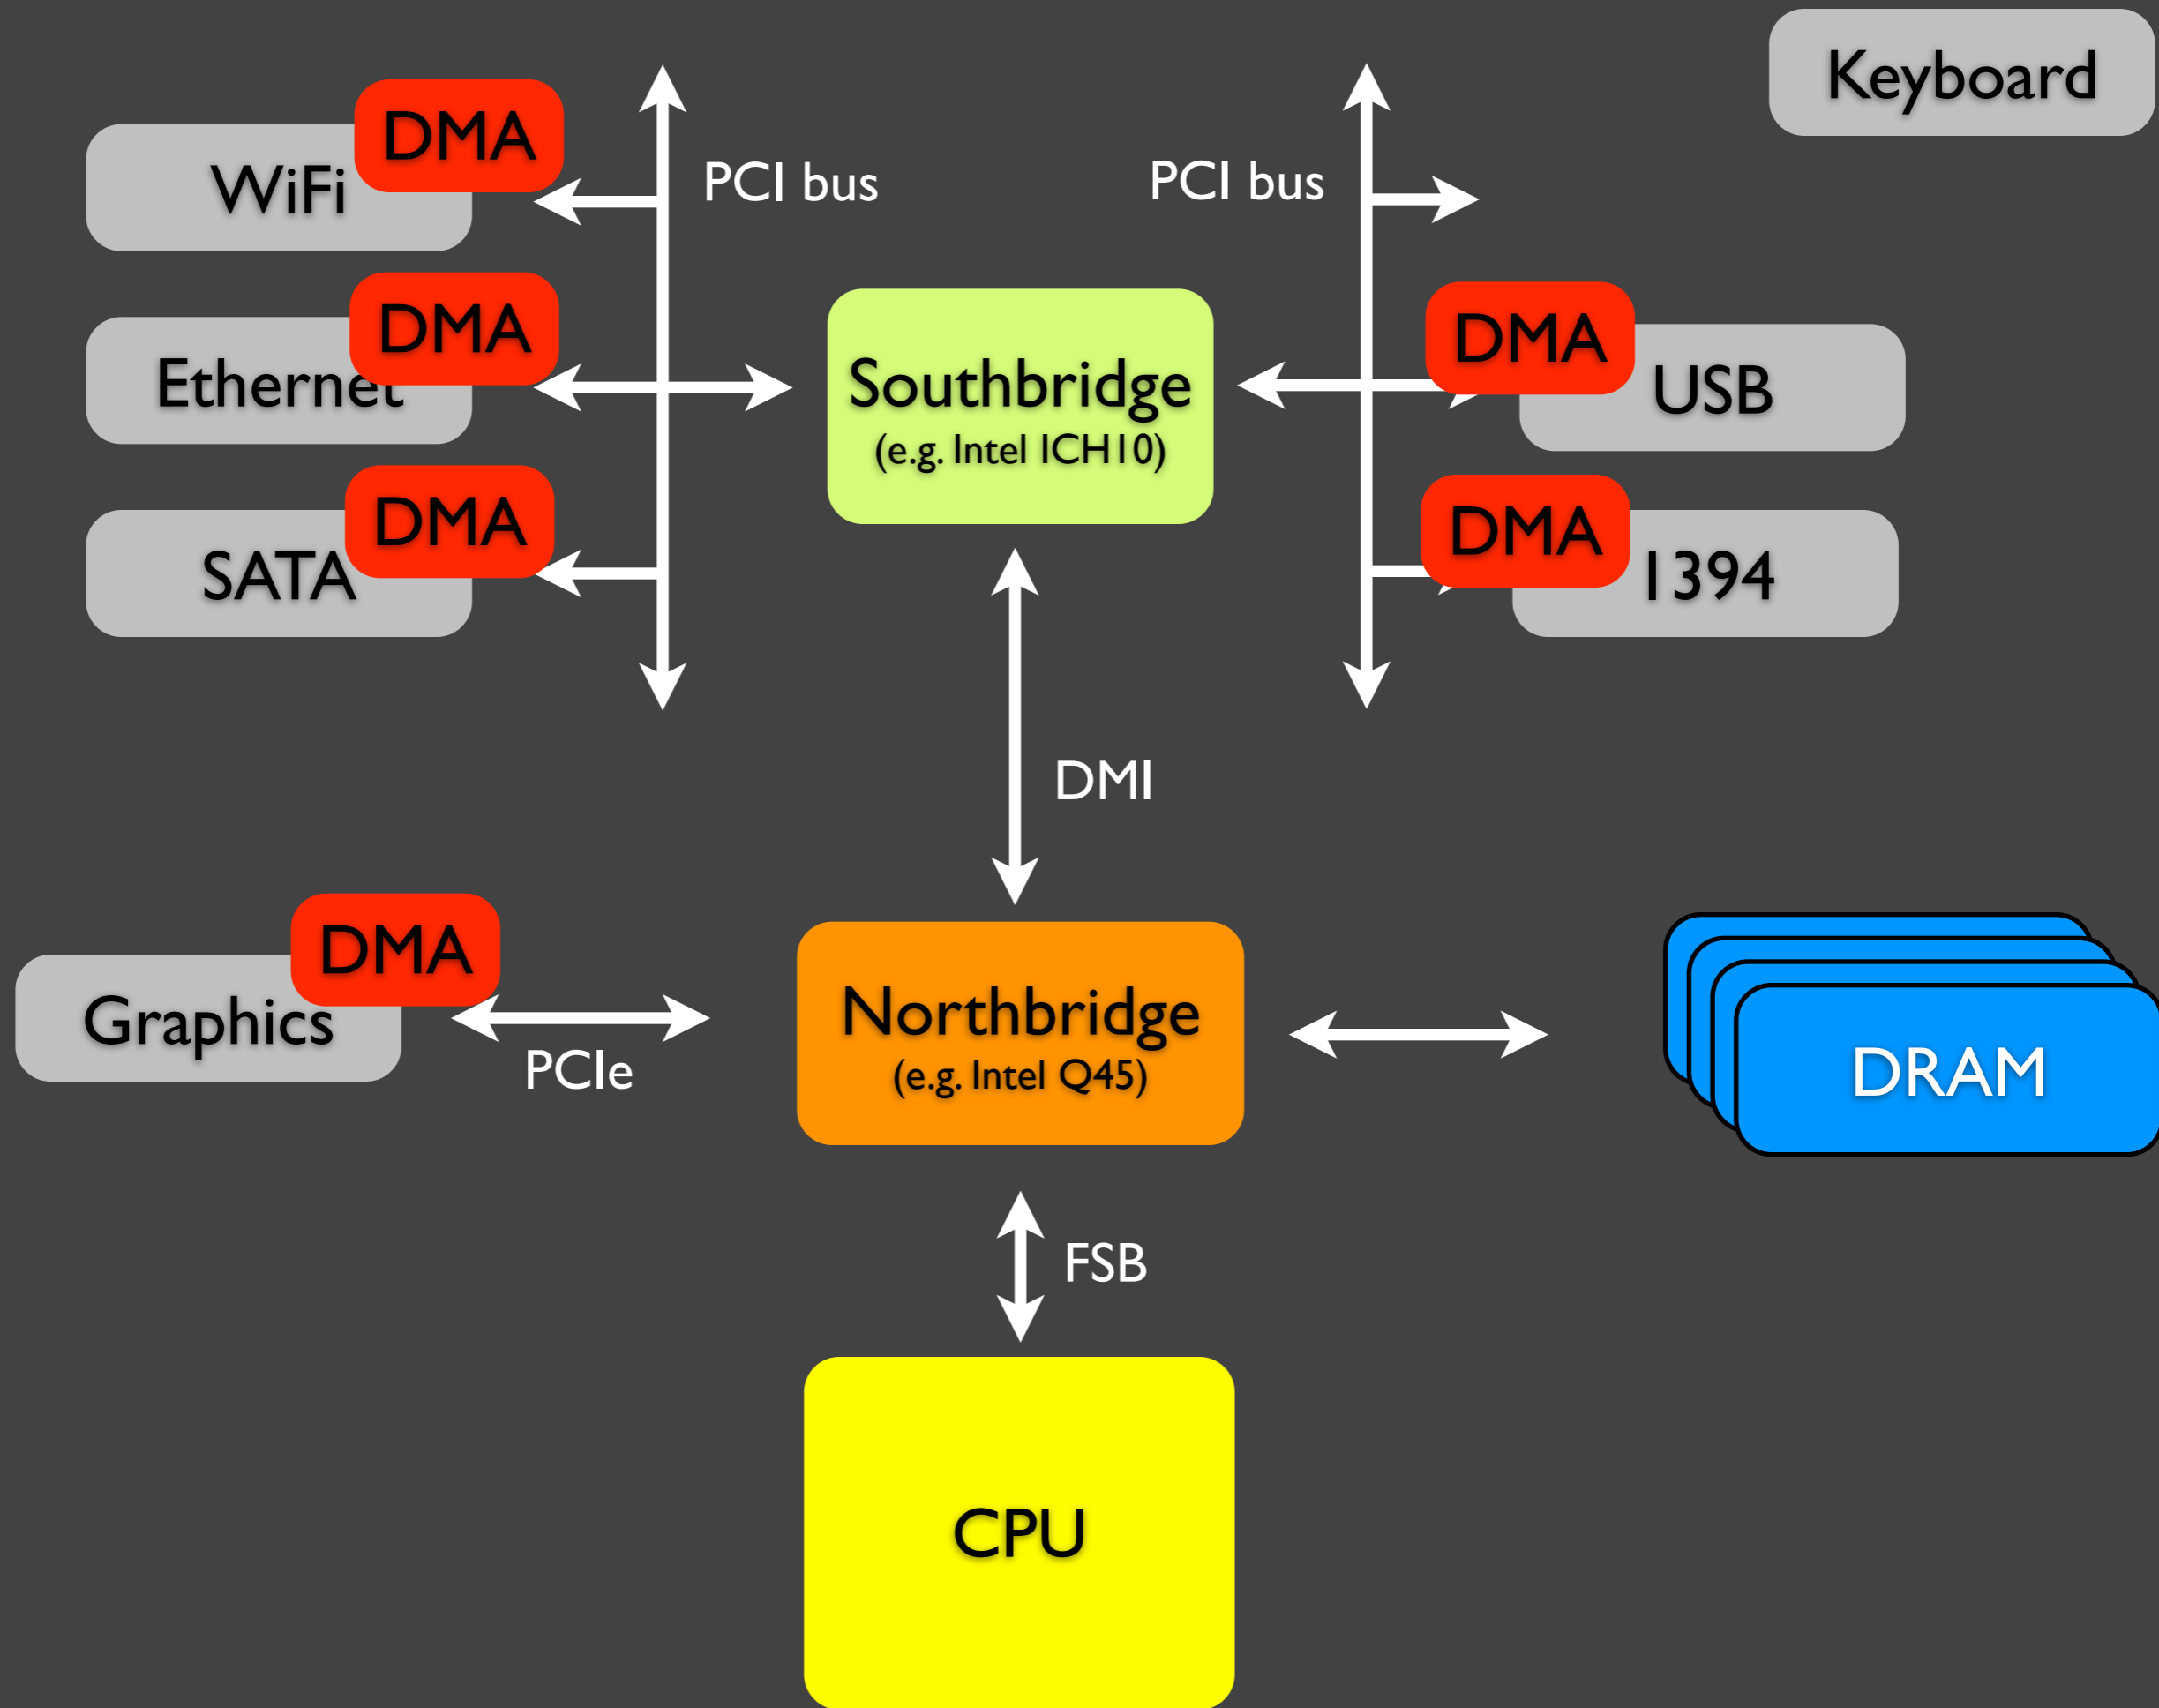 Keyboard
DMA
WiFi
PCI bus
PCI bus
DMA
Ethernet
Southbridge
(e.g. Intel ICH10)
DMA
USB
DMA
SATA
DMA
1394
DMI
DMA
Graphics
PCIe
Northbridge
(e.g. Intel Q45)
DRAM
FSB
CPU